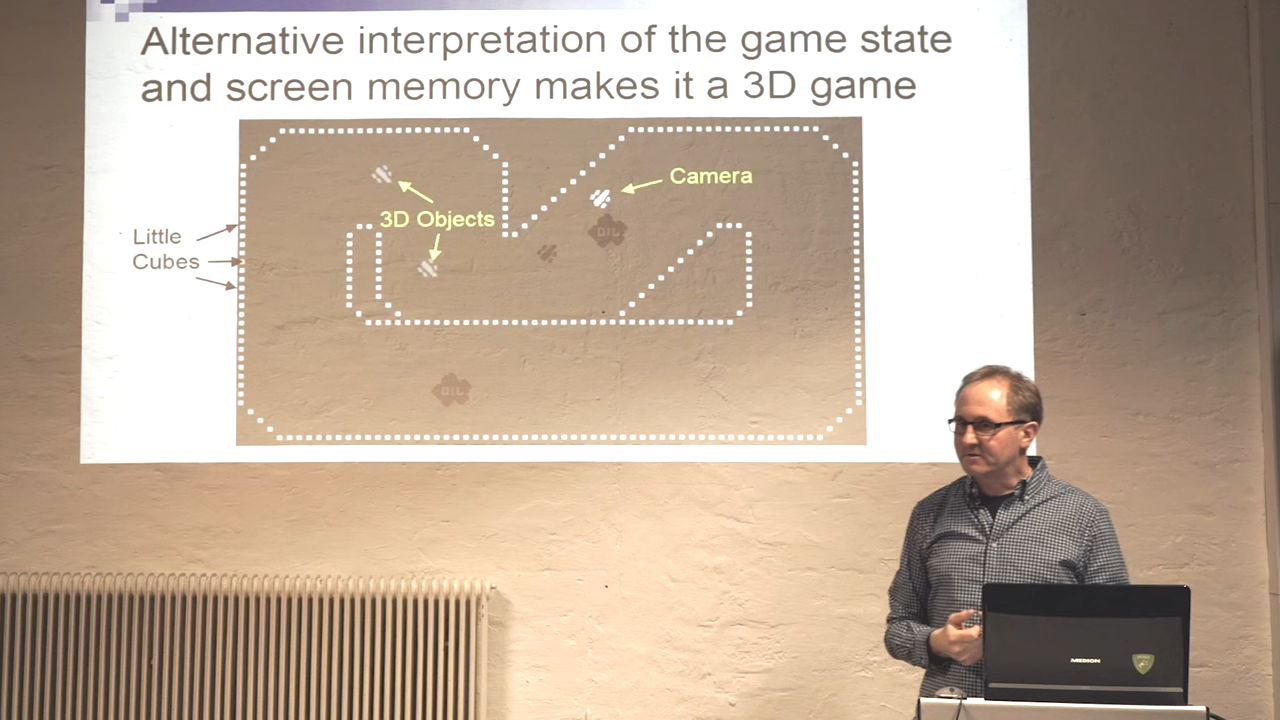 Alternative interpretation of the game state
and screen memory makes it a 3D game
Camera
3D Objects
OIL
Little
Cubes
OIL
MEDION